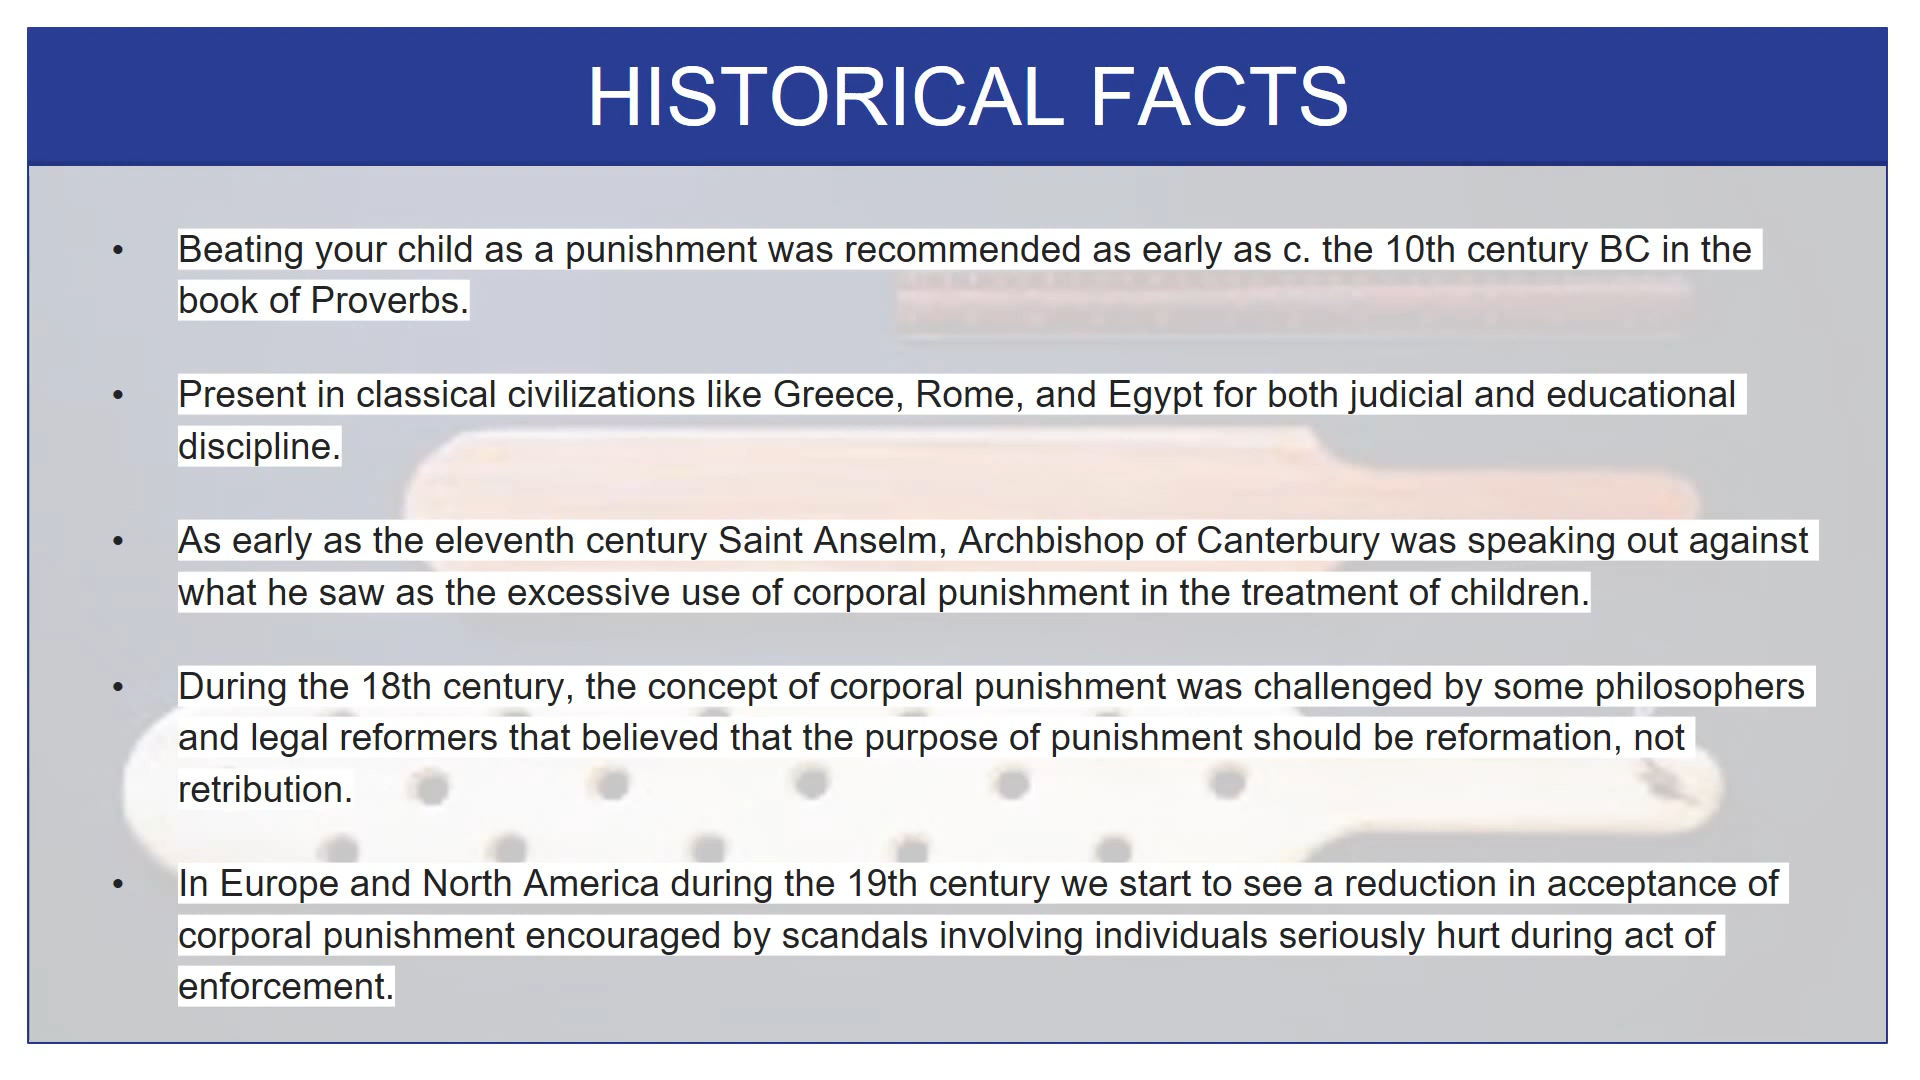 HISTORICAL FACTS
• Beating your child as a punishment was recommended as early as c. the 10th century BC in the
book of Proverbs.
• Present in classical civilizations like Greece, Rome, and Egypt for both judicial and educational
discipline.
• As early as the eleventh century Saint Anselm, Archbishop of Canterbury was speaking out against
what he saw as the excessive use of corporal punishment in the treatment of children.
• During the 18th century, the concept of corporal punishment was challenged by some philosophers
and legal reformers that believed that the purpose of punishment should be reformation, not
retribution.
• In Europe and North America during the 19th century we start to see a reduction in acceptance of
corporal punishment encouraged by scandals involving individuals seriously hurt during act of
enforcement.